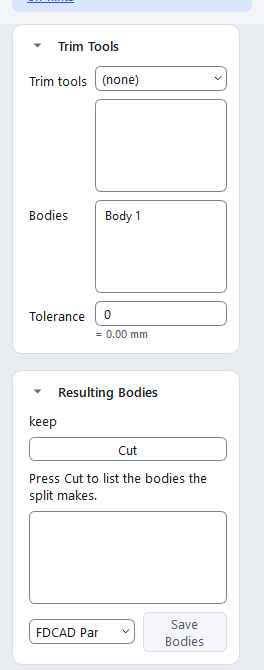 Trim Tools
Trim tools
(none)
Bodies
Body 1
Tolerance
0
= 0.00 mm
Resulting Bodies
keep
Cut
Press Cut to list the bodies the
split makes.
FDCAD Par
Save
Bodies